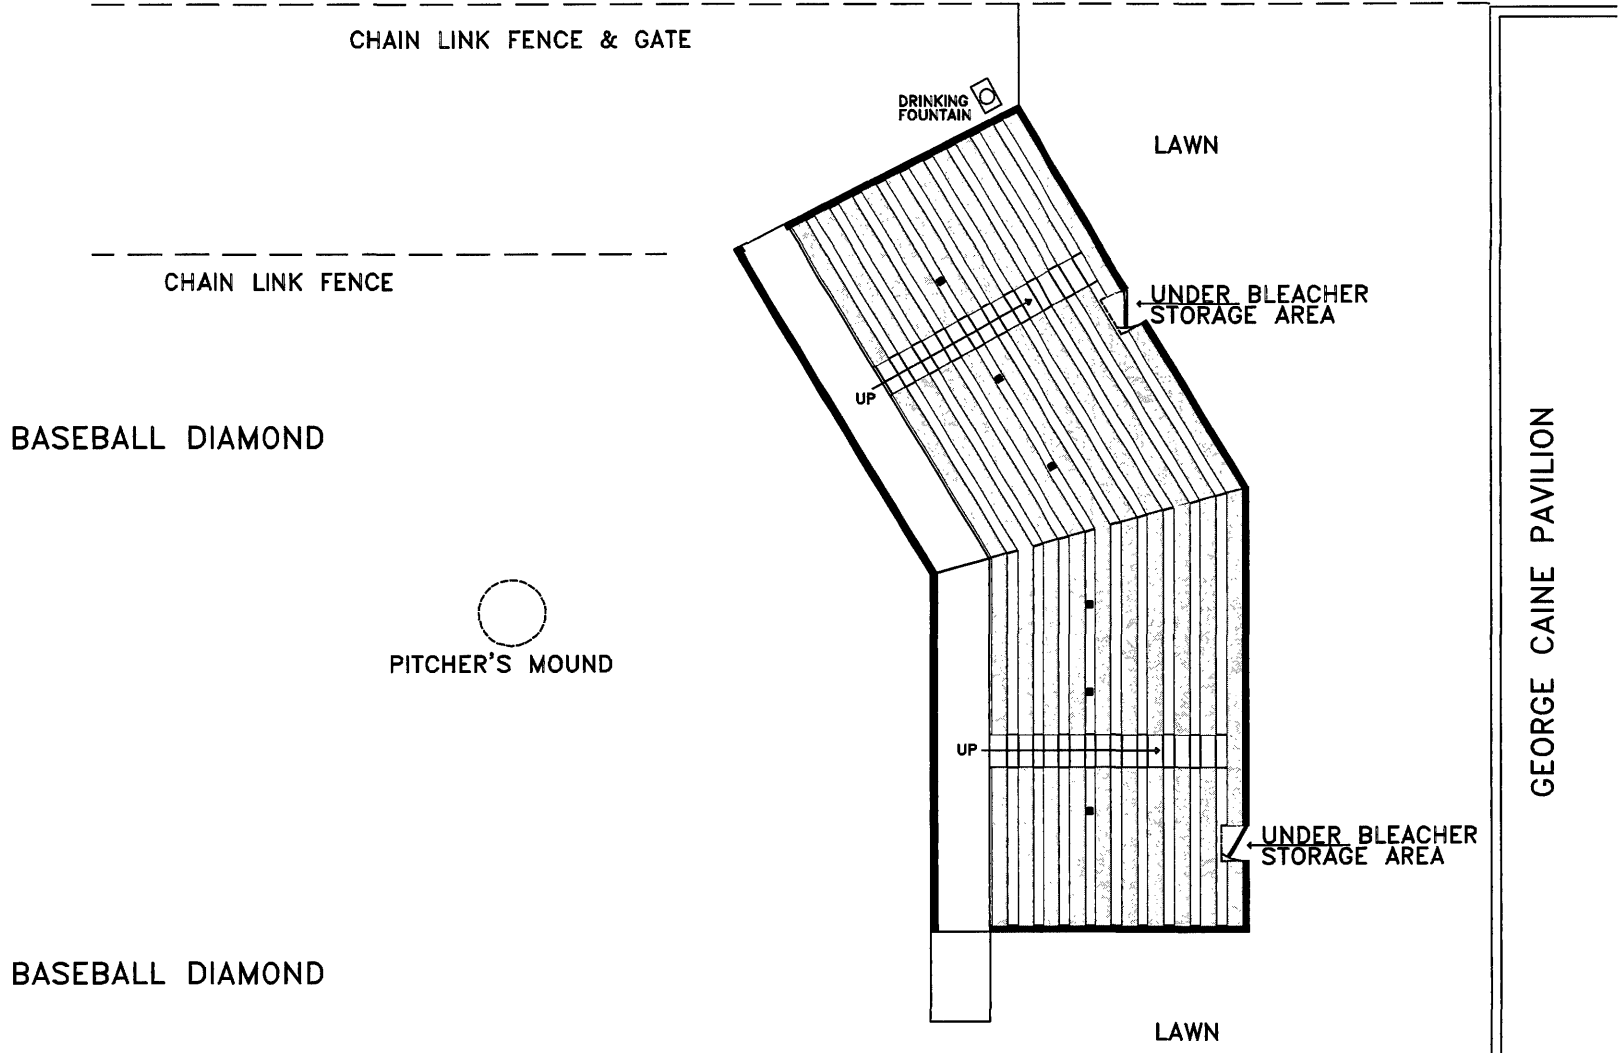 CHAIN LINK FENCE & GATE
DRINKING
FOUNTAIN
LAWN
CHAIN LINK FENCE
UNDER BLEACHER
STORAGE AREA
UP
BASEBALL DIAMOND
GEORGE CAINE PAVILION
PITCHER'S MOUND
UP
UNDER BLEACHER
STORAGE AREA
BASEBALL DIAMOND
LAWN